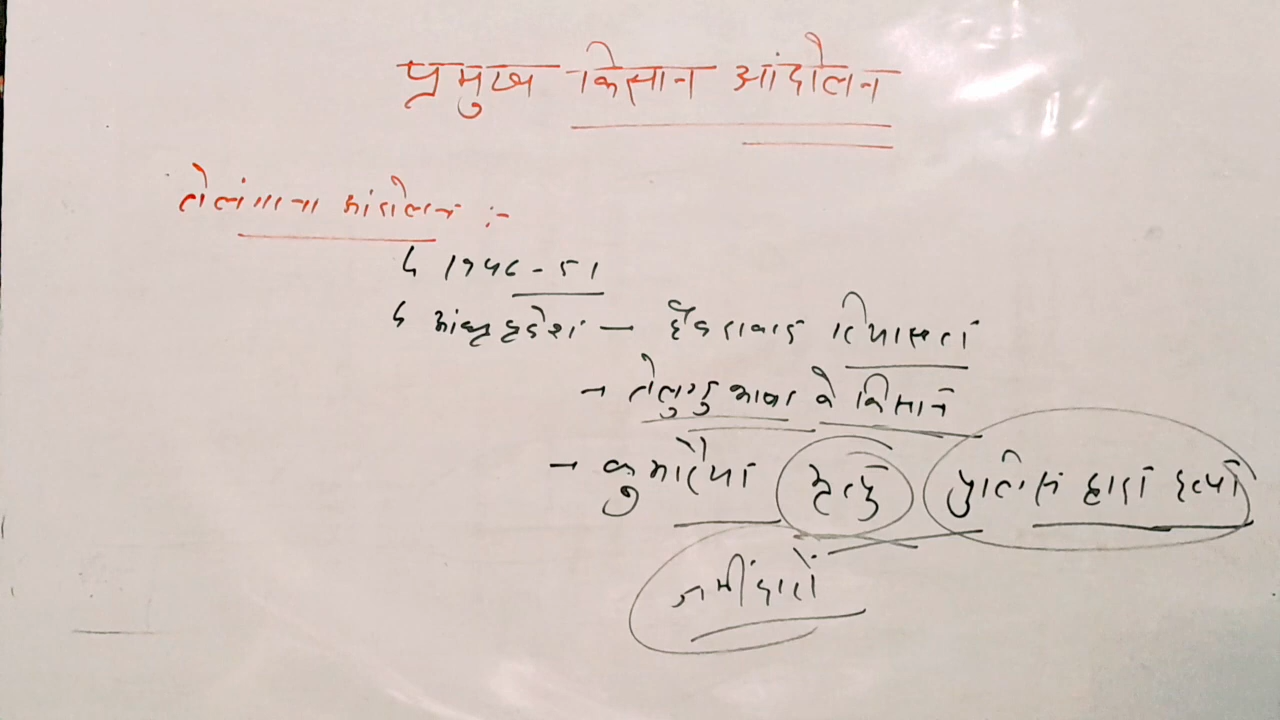 प्रमुख किसान आंदोलन
तेलंगाना आंदोलन :-
↳ 1946-51
↳ आंध्रप्रदेश — हैदराबाद रियासत
→ तेलुगु भाषा के किसान
→ कुमारैया मृत्यु पुलिस द्वारा हत्या
जमींदारों